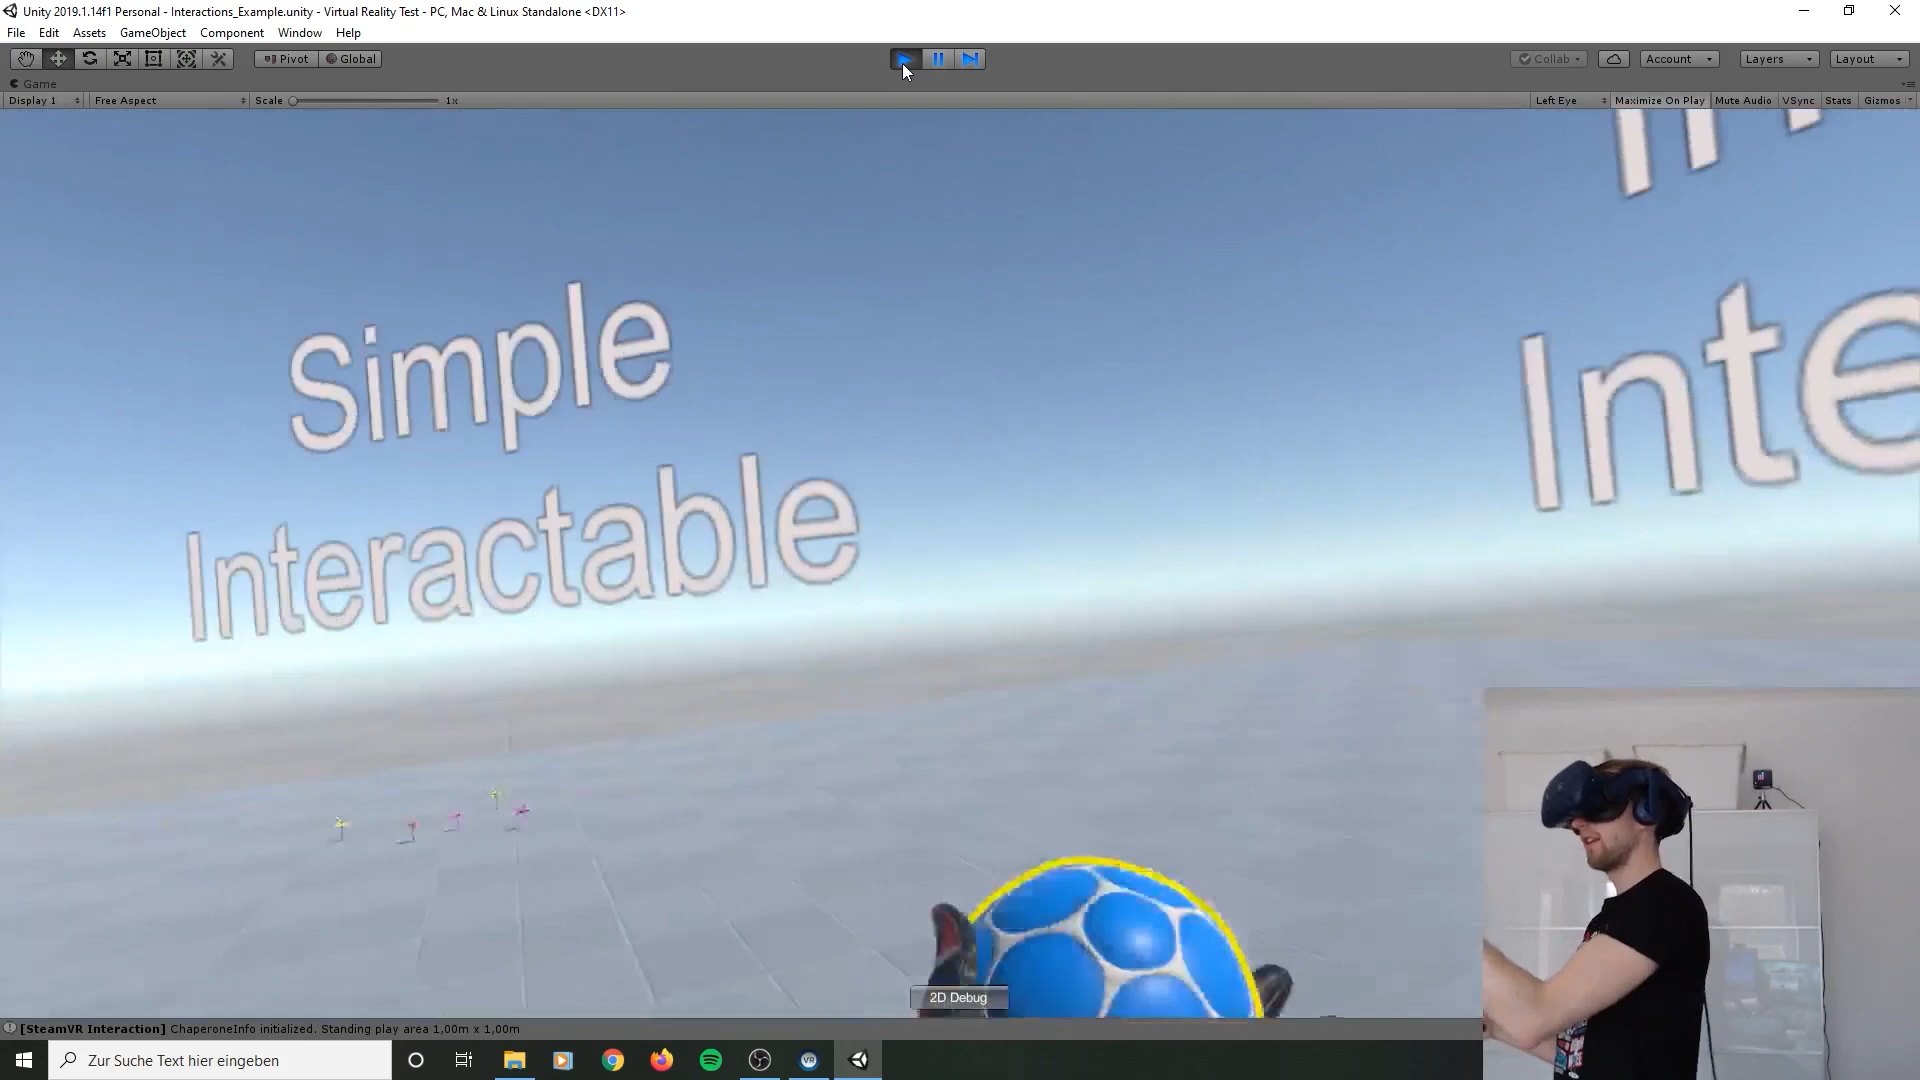 Unity 2019.1.14f1 Personal - Interactions_Example.unity - Virtual Reality Test - PC, Mac & Linux Standalone <DX11>
File Edit Assets GameObject Component Window Help
Pivot Global Collab Account Layers Layout
Game
Display 1 Free Aspect Scale 1x Left Eye Maximize On Play Mute Audio VSync Stats Gizmos
Simple
Interactable
Inte
2D Debug
[SteamVR Interaction] ChaperoneInfo initialized. Standing play area 1,00m x 1,00m
Zur Suche Text hier eingeben
VR